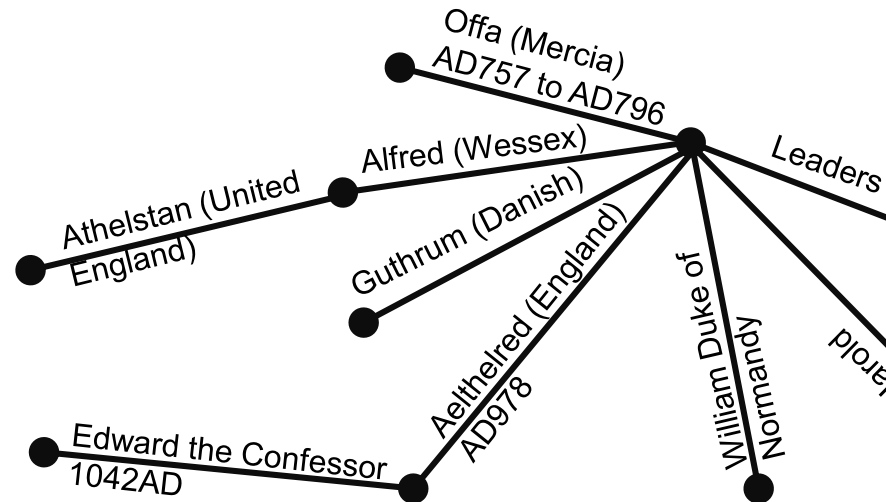 Offa (Mercia)
AD757 to AD796
Alfred (Wessex)
Leaders
Athelstan (United
England)
Guthrum (Danish)
Aelthelred (England)
AD978
William Duke of
Normandy
arold
Edward the Confessor
1042AD